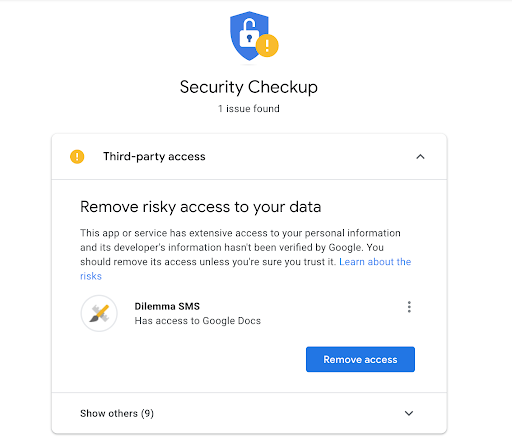 Security Checkup
1 issue found
Third-party access
Remove risky access to your data
This app or service has extensive access to your personal information
and its developer's information hasn't been verified by Google. You
should remove its access unless you're sure you trust it. Learn about the
risks
Dilemma SMS
Has access to Google Docs
Remove access
Show others (9)